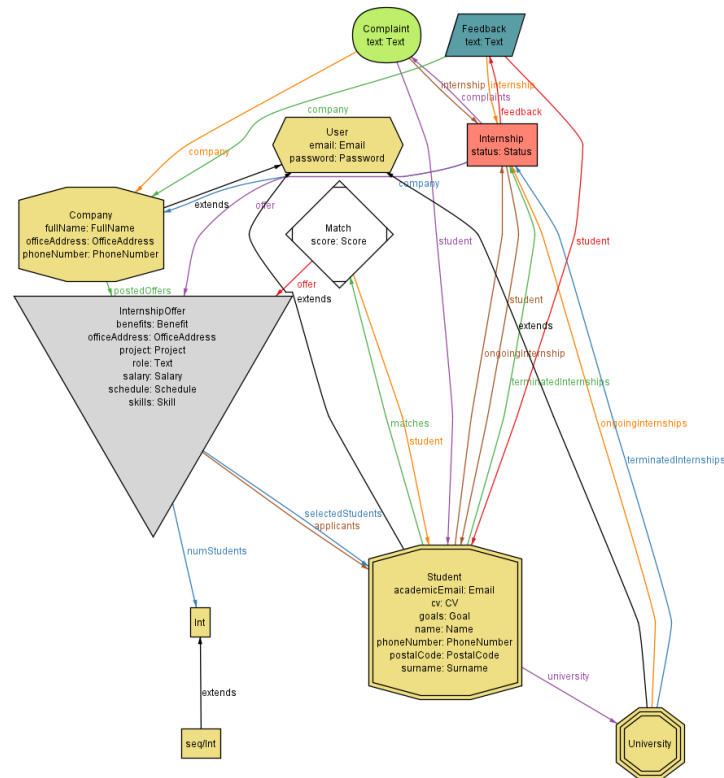 Complaint
text: Text
Feedback
text: Text
internship
internship
complaints
feedback
company
User
email: Email
password: Password
Internship
status: Status
company
company
extends
offer
Company
fullName: FullName
officeAddress: OfficeAddress
phoneNumber: PhoneNumber
Match
score: Score
student
student
offer
postedOffers
extends
student
extends
InternshipOffer
benefits: Benefit
officeAddress: OfficeAddress
project: Project
role: Text
salary: Salary
schedule: Schedule
skills: Skill
ongoingInternship
terminatedInternships
matches
student
ongoingInternships
terminatedInternships
selectedStudents
applicants
numStudents
Student
academicEmail: Email
cv: CV
goals: Goal
name: Name
phoneNumber: PhoneNumber
postalCode: PostalCode
surname: Surname
Int
university
extends
seq/Int
University